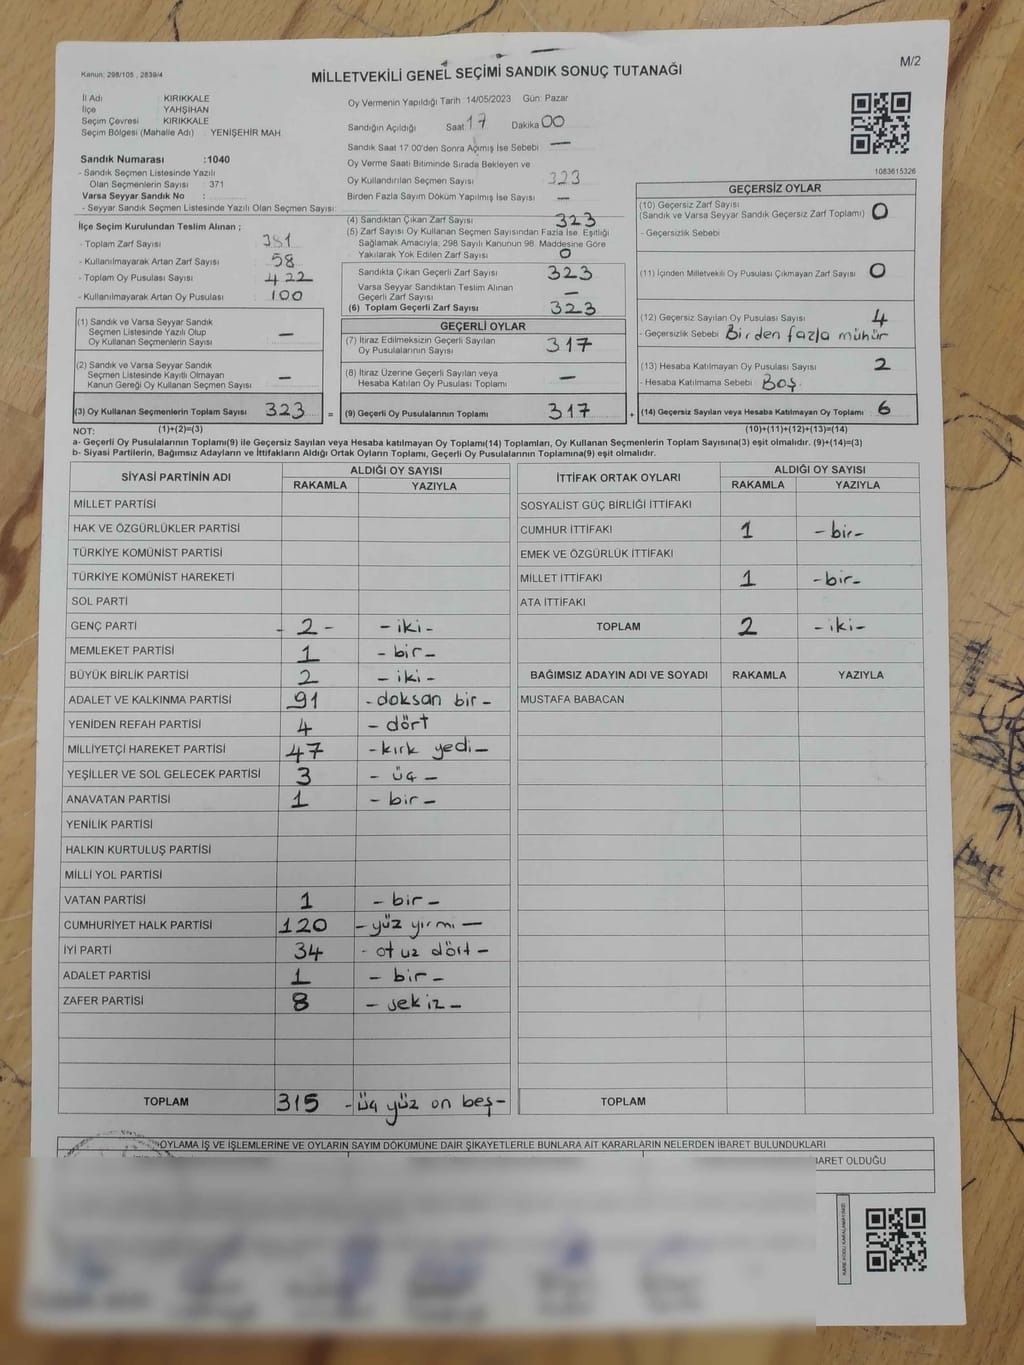 Kanun: 298/105 , 2839/4
MİLLETVEKİLİ GENEL SEÇİMİ SANDIK SONUÇ TUTANAĞI
M/2
İl Adı : KIRIKKALE
İlçe : YAHŞİHAN
Seçim Çevresi : KIRIKKALE
Seçim Bölgesi (Mahalle Adı) : YENİŞEHİR MAH.
Sandık Numarası :1040
- Sandık Seçmen Listesinde Yazılı
Olan Seçmenlerin Sayısı : 371
Varsa Seyyar Sandık No :
- Seyyar Sandık Seçmen Listesinde Yazılı Olan Seçmen Sayısı:
Oy Vermenin Yapıldığı Tarih 14/05/2023 Gün: Pazar
Sandığın Açıldığı Saat: 17 Dakika 00
Sandık Saat 17:00'den Sonra Açmış İse Sebebi —
Oy Verme Saati Bitiminde Sırada Bekleyen ve
Oy Kullandırılan Seçmen Sayısı 323
Birden Fazla Sayım Döküm Yapılmış İse Sayısı —
1083615326
İlçe Seçim Kurulundan Teslim Alınan ;
- Toplam Zarf Sayısı : 381
- Kullanılmayarak Artan Zarf Sayısı : 58
- Toplam Oy Pusulası Sayısı : 422
- Kullanılmayarak Artan Oy Pusulası : 100
(1) Sandık ve Varsa Seyyar Sandık
Seçmen Listesinde Yazılı Olup
Oy Kullanan Seçmenlerin Sayısı : —
(2) Sandık ve Varsa Seyyar Sandık
Seçmen Listesinde Kayıtlı Olmayan
Kanun Gereği Oy Kullanan Seçmen Sayısı : —
(3) Oy Kullanan Seçmenlerin Toplam Sayısı : 323
(4) Sandıktan Çıkan Zarf Sayısı 323
(5) Zarf Sayısı Oy Kullanan Seçmen Sayısından Fazla İse, Eşitliği
Sağlamak Amacıyla; 298 Sayılı Kanunun 98. Maddesine Göre
Yakılarak Yok Edilen Zarf Sayısı 0
Sandıkta Çıkan Geçerli Zarf Sayısı 323
Varsa Seyyar Sandıktan Teslim Alınan
Geçerli Zarf Sayısı —
(6) Toplam Geçerli Zarf Sayısı 323
GEÇERLİ OYLAR
(7) İtiraz Edilmeksizin Geçerli Sayılan
Oy Pusulalarının Sayısı 317
(8) İtiraz Üzerine Geçerli Sayılan veya
Hesaba Katılan Oy Pusulası Toplamı —
= (9) Geçerli Oy Pusulalarının Toplamı 317 +
GEÇERSİZ OYLAR
(10) Geçersiz Zarf Sayısı 0
(Sandık ve Varsa Seyyar Sandık Geçersiz Zarf Toplamı)
- Geçersizlik Sebebi
(11) İçinden Milletvekili Oy Pusulası Çıkmayan Zarf Sayısı 0
(12) Geçersiz Sayılan Oy Pusulası Sayısı 4
- Geçersizlik Sebebi Birden fazla mühür
(13) Hesaba Katılmayan Oy Pusulası Sayısı 2
- Hesaba Katılmama Sebebi Boş
(14) Geçersiz Sayılan veya Hesaba Katılmayan Oy Toplamı 6
NOT: (1)+(2)=(3) (10)+(11)+(12)+(13)=(14)
a- Geçerli Oy Pusulalarının Toplamı(9) ile Geçersiz Sayılan veya Hesaba katılmayan Oy Toplamı(14) Toplamları, Oy Kullanan Seçmenlerin Toplam Sayısına(3) eşit olmalıdır. (9)+(14)=(3)
b- Siyasi Partilerin, Bağımsız Adayların ve İttifakların Aldığı Ortak Oyların Toplamı, Geçerli Oy Pusulalarının Toplamına(9) eşit olmalıdır.
SİYASİ PARTİNİN ADI ALDIĞI OY SAYISI
RAKAMLA YAZIYLA
MİLLET PARTİSİ
HAK VE ÖZGÜRLÜKLER PARTİSİ
TÜRKİYE KOMÜNİST PARTİSİ
TÜRKİYE KOMÜNİST HAREKETİ
SOL PARTİ
GENÇ PARTİ - 2 - - iki -
MEMLEKET PARTİSİ 1 - bir -
BÜYÜK BİRLİK PARTİSİ 2 - iki -
ADALET VE KALKINMA PARTİSİ 91 - doksan bir -
YENİDEN REFAH PARTİSİ 4 - dört
MİLLİYETÇİ HAREKET PARTİSİ 47 - kırk yedi -
YEŞİLLER VE SOL GELECEK PARTİSİ 3 - üç -
ANAVATAN PARTİSİ 1 - bir -
YENİLİK PARTİSİ
HALKIN KURTULUŞ PARTİSİ
MİLLİ YOL PARTİSİ
VATAN PARTİSİ 1 - bir -
CUMHURİYET HALK PARTİSİ 120 - yüz yirmi -
İYİ PARTİ 34 - otuz dört -
ADALET PARTİSİ 1 - bir -
ZAFER PARTİSİ 8 - sekiz -
TOPLAM 315 - üç yüz on beş -
İTTİFAK ORTAK OYLARI ALDIĞI OY SAYISI
RAKAMLA YAZIYLA
SOSYALİST GÜÇ BİRLİĞİ İTTİFAKI
CUMHUR İTTİFAKI 1 - bir -
EMEK VE ÖZGÜRLÜK İTTİFAKI
MİLLET İTTİFAKI 1 - bir -
ATA İTTİFAKI
TOPLAM 2 - iki -
BAĞIMSIZ ADAYIN ADI VE SOYADI RAKAMLA YAZIYLA
MUSTAFA BABACAN
TOPLAM
OYLAMA İŞ VE İŞLEMLERİNE VE OYLARIN SAYIM DÖKÜMÜNE DAİR ŞİKAYETLERLE BUNLARA AİT KARARLARIN NELERDEN İBARET BULUNDUKLARI
BARET OLDUĞU